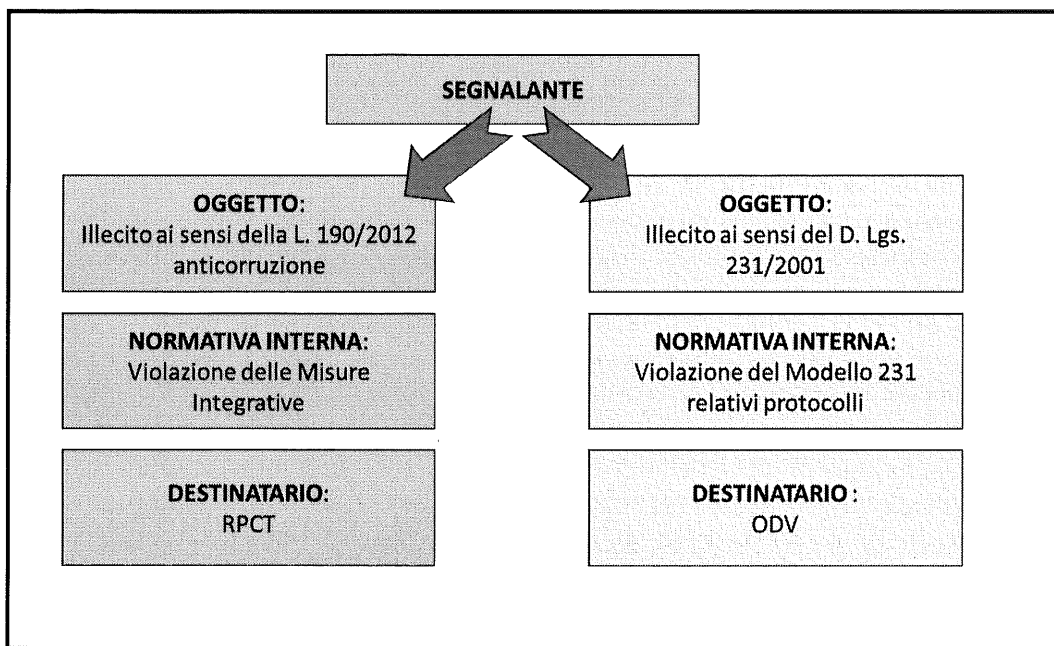 SEGNALANTE
OGGETTO:
Illecito ai sensi della L. 190/2012
anticorruzione
NORMATIVA INTERNA:
Violazione delle Misure
Integrative
DESTINATARIO:
RPCT
OGGETTO:
Illecito ai sensi del D. Lgs.
231/2001
NORMATIVA INTERNA:
Violazione del Modello 231
relativi protocolli
DESTINATARIO :
ODV